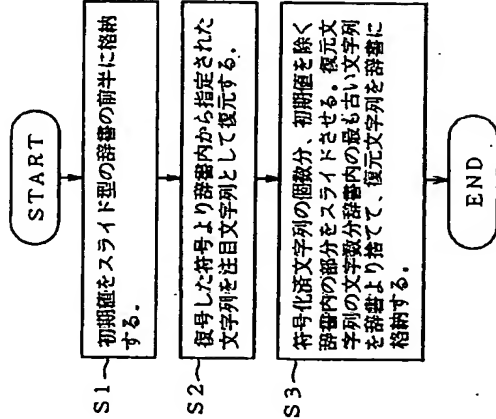 START
S1
初期値をスライド型の辞書の前半に格納
する。
S2
復号した符号より辞書内から指定された
文字列を注目文字列として復元する。
S3
符号化済文字列の個数分、初期値を除く
辞書内の部分をスライドさせる。復元文
字列の文字数分辞書内の最も古い文字列
を辞書より捨てて、復元文字列を辞書に
格納する。
END